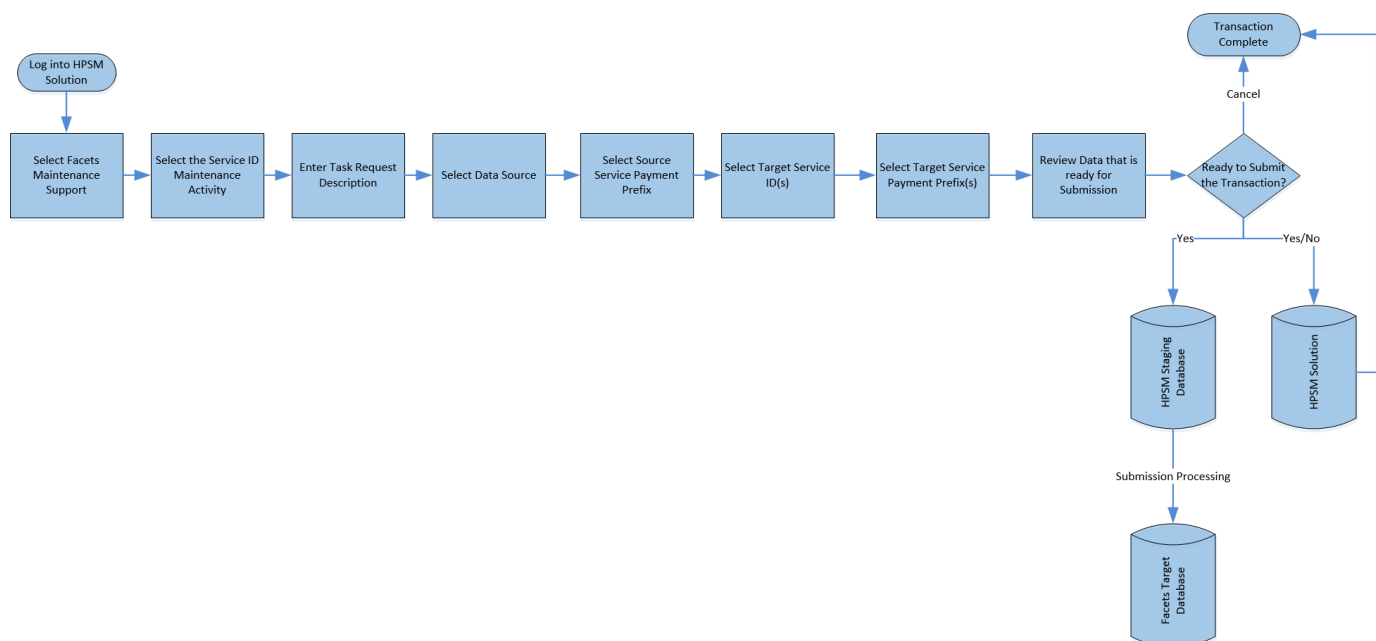 Transaction
Complete
Log into HPSM
Solution
Cancel
Select Facets
Maintenance
Support
Select the Service ID
Maintenance
Activity
Enter Task Request
Description
Select Data Source
Select Source
Service Payment
Prefix
Select Target Service
ID(s)
Select Target Service
Payment Prefix(s)
Review Data that is
ready for
Submission
Ready to Submit
the Transaction?
Yes
Yes/No
HPSM Staging
Database
HPSM Solution
Submission Processing
Facets Target
Database